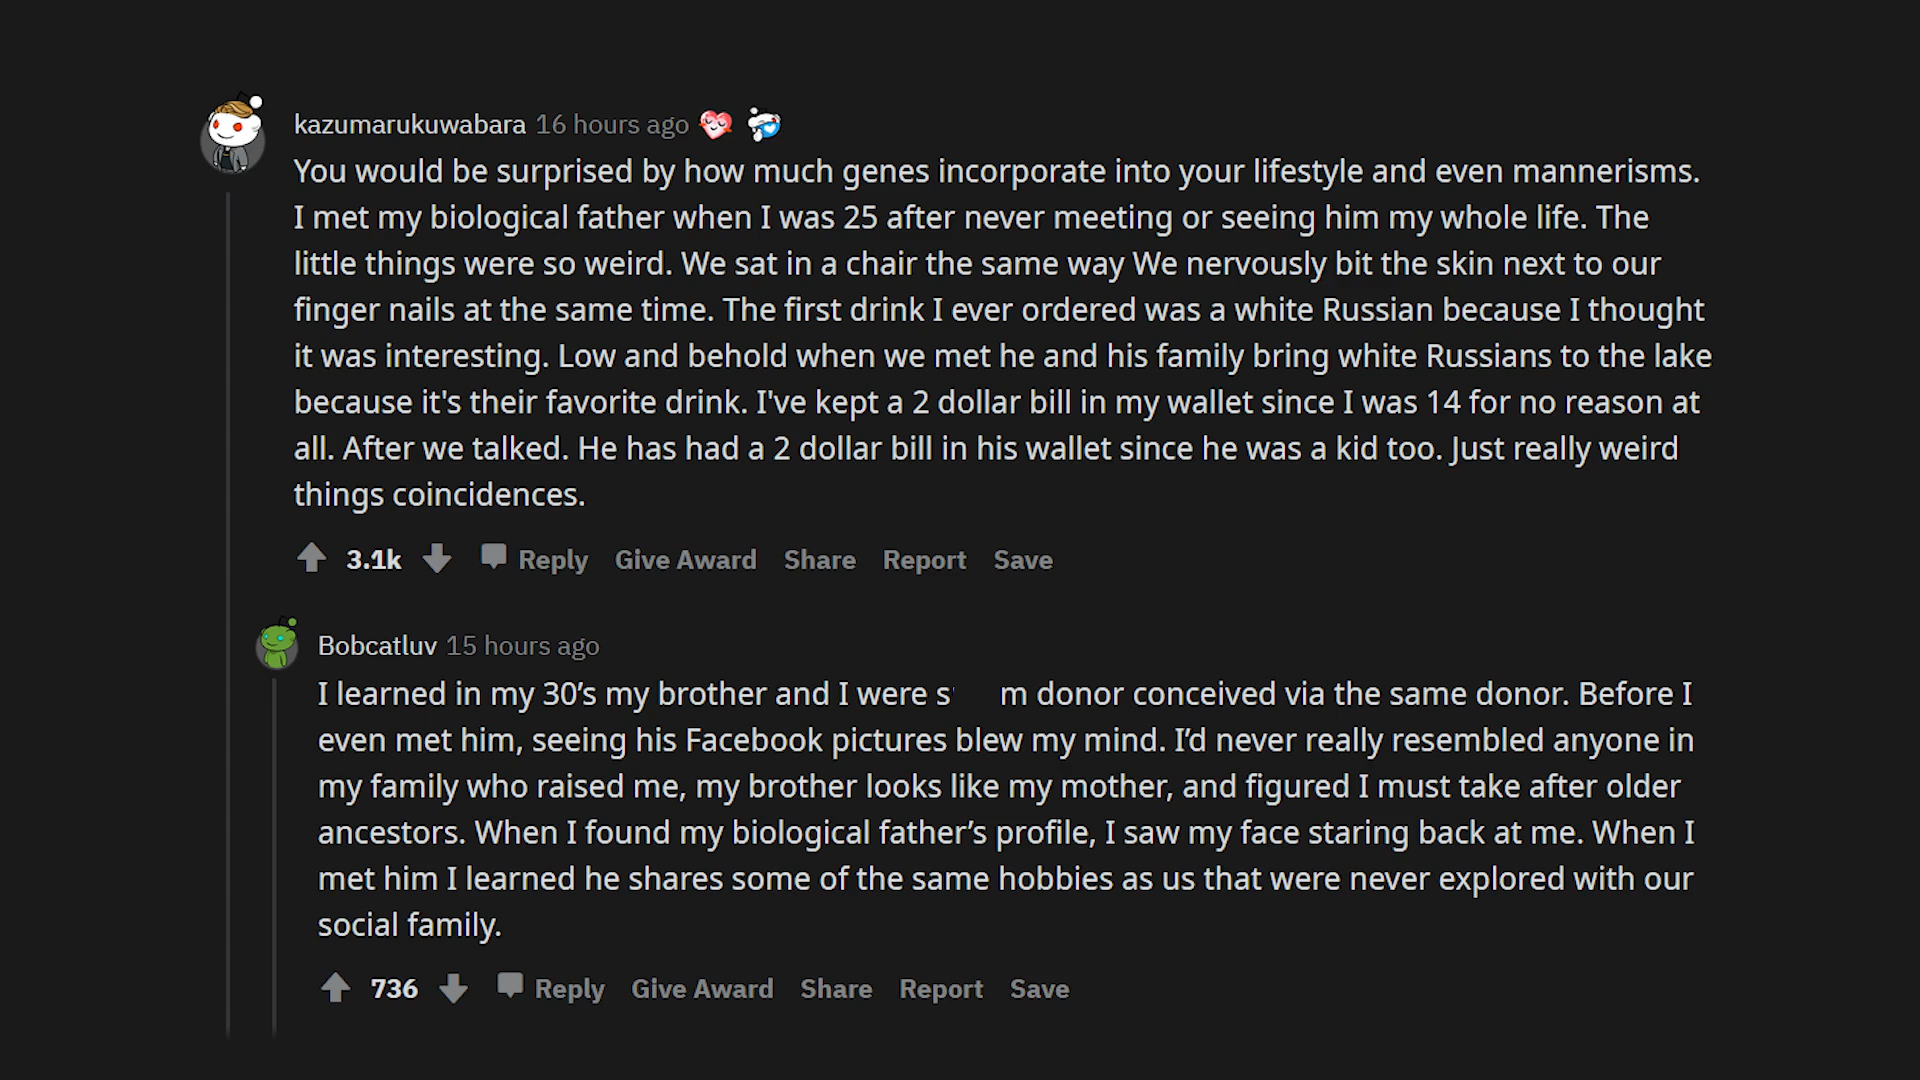 kazumarukuwabara 16 hours ago
You would be surprised by how much genes incorporate into your lifestyle and even mannerisms.
I met my biological father when I was 25 after never meeting or seeing him my whole life. The
little things were so weird. We sat in a chair the same way We nervously bit the skin next to our
finger nails at the same time. The first drink I ever ordered was a white Russian because I thought
it was interesting. Low and behold when we met he and his family bring white Russians to the lake
because it's their favorite drink. I've kept a 2 dollar bill in my wallet since I was 14 for no reason at
all. After we talked. He has had a 2 dollar bill in his wallet since he was a kid too. Just really weird
things coincidences.
3.1k Reply Give Award Share Report Save
Bobcatluv 15 hours ago
I learned in my 30’s my brother and I were s m donor conceived via the same donor. Before I
even met him, seeing his Facebook pictures blew my mind. I’d never really resembled anyone in
my family who raised me, my brother looks like my mother, and figured I must take after older
ancestors. When I found my biological father’s profile, I saw my face staring back at me. When I
met him I learned he shares some of the same hobbies as us that were never explored with our
social family.
736 Reply Give Award Share Report Save